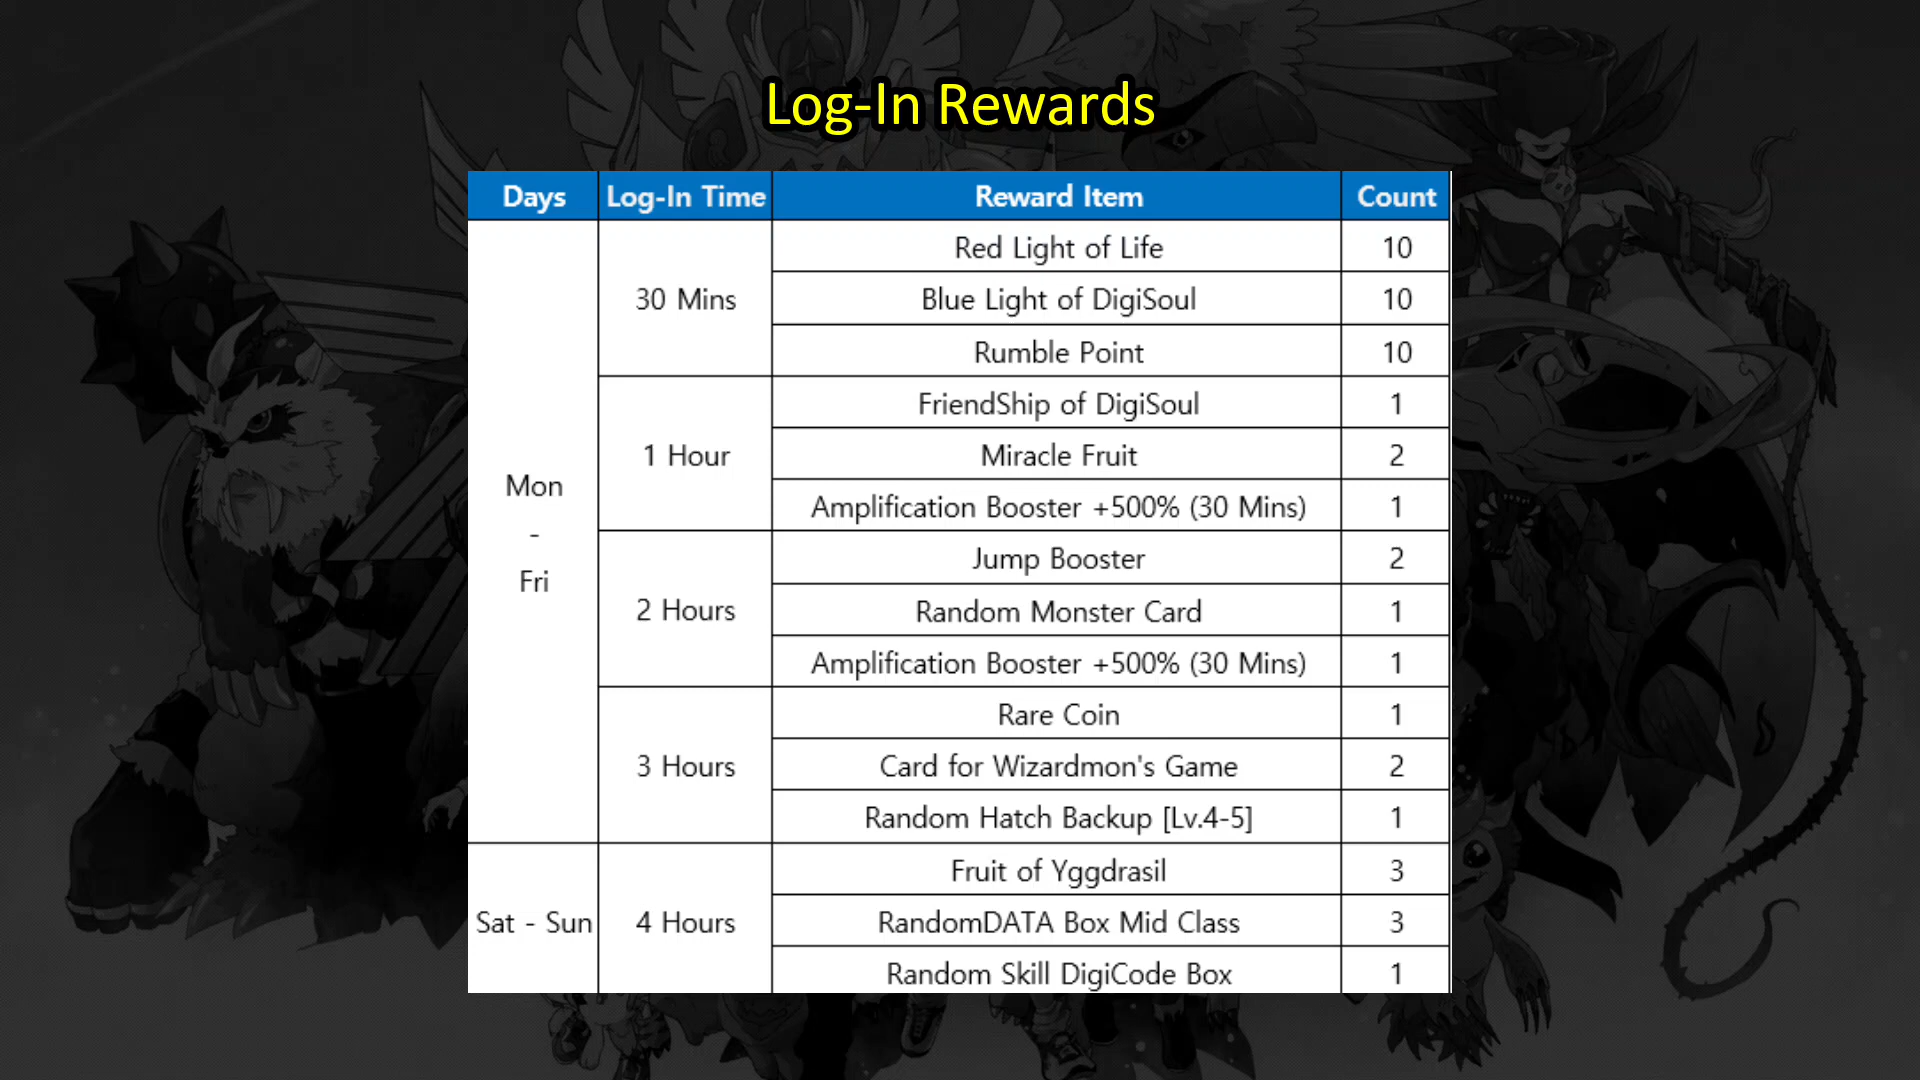 Log-In Rewards
Days Log-In Time Reward Item Count
Mon
-
Fri
30 Mins
Red Light of Life 10
Blue Light of DigiSoul 10
Rumble Point 10
1 Hour
FriendShip of DigiSoul 1
Miracle Fruit 2
Amplification Booster +500% (30 Mins) 1
2 Hours
Jump Booster 2
Random Monster Card 1
Amplification Booster +500% (30 Mins) 1
3 Hours
Rare Coin 1
Card for Wizardmon's Game 2
Random Hatch Backup [Lv.4-5] 1
Sat - Sun
4 Hours
Fruit of Yggdrasil 3
RandomDATA Box Mid Class 3
Random Skill DigiCode Box 1